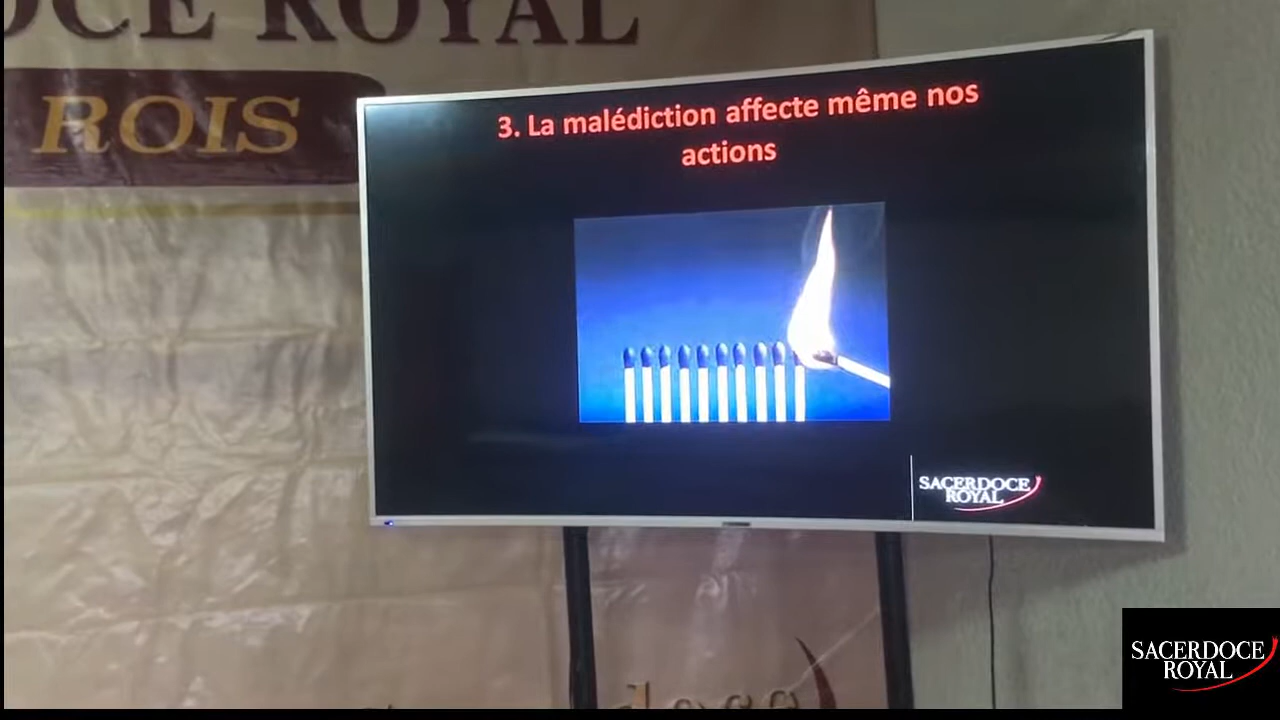 OCE ROYAL
ROIS
3. La malédiction affecte même nos
actions
SACERDOCE
ROYAL
SACERDOCE
ROYAL